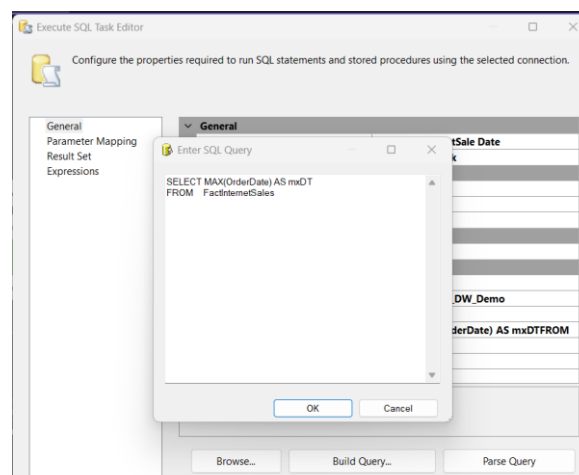 Execute SQL Task Editor
Configure the properties required to run SQL statements and stored procedures using the selected connection.
General
Parameter Mapping
Result Set
Expressions
General
tSale Date
k
Enter SQL Query
SELECT MAX(OrderDate) AS mxDT
FROM FactInternetSales
_DW_Demo
derDate) AS mxDTFROM
OK
Cancel
Browse...
Build Query...
Parse Query